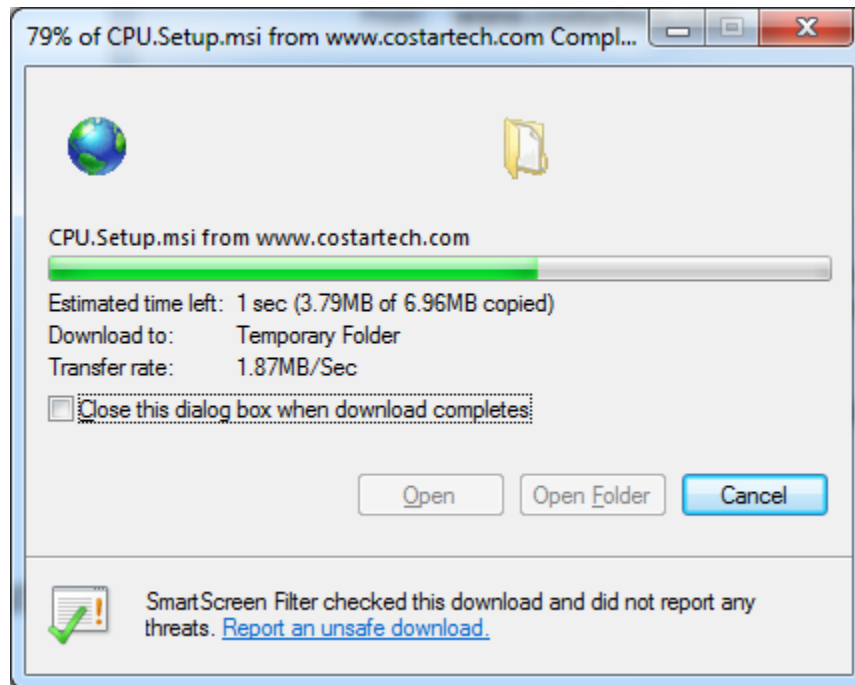 79% of CPU.Setup.msi from www.costartech.com Compl...
CPU.Setup.msi from www.costartech.com
Estimated time left: 1 sec (3.79MB of 6.96MB copied)
Download to: Temporary Folder
Transfer rate: 1.87MB/Sec
Close this dialog box when download completes
Open Open Folder Cancel
SmartScreen Filter checked this download and did not report any
threats. Report an unsafe download.